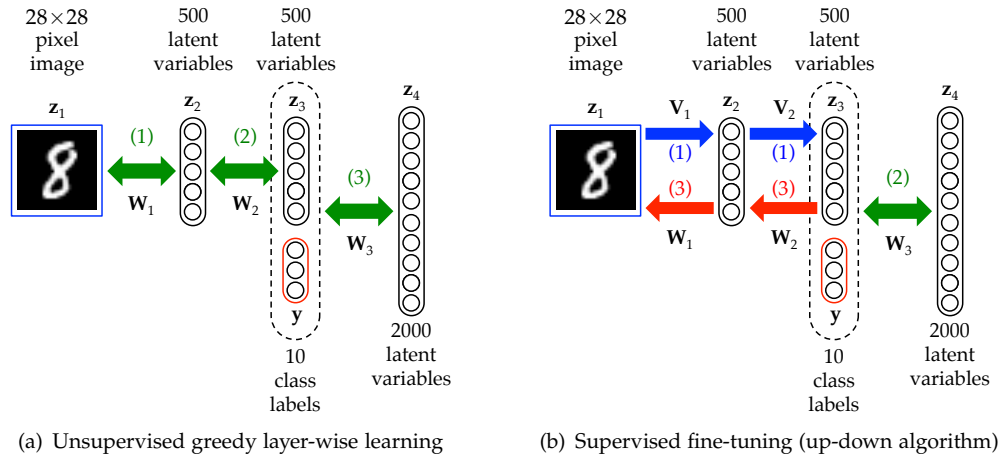 28×28
pixel
image
500
latent
variables
500
latent
variables
z1
z2
z3
z4
(1)
(2)
(3)
W1
W2
W3
y
10
class
labels
2000
latent
variables
(a) Unsupervised greedy layer-wise learning
28×28
pixel
image
500
latent
variables
500
latent
variables
z1
V1
z2
V2
z3
z4
(1)
(1)
(3)
(3)
(2)
W1
W2
W3
y
10
class
labels
2000
latent
variables
(b) Supervised fine-tuning (up-down algorithm)
8
8